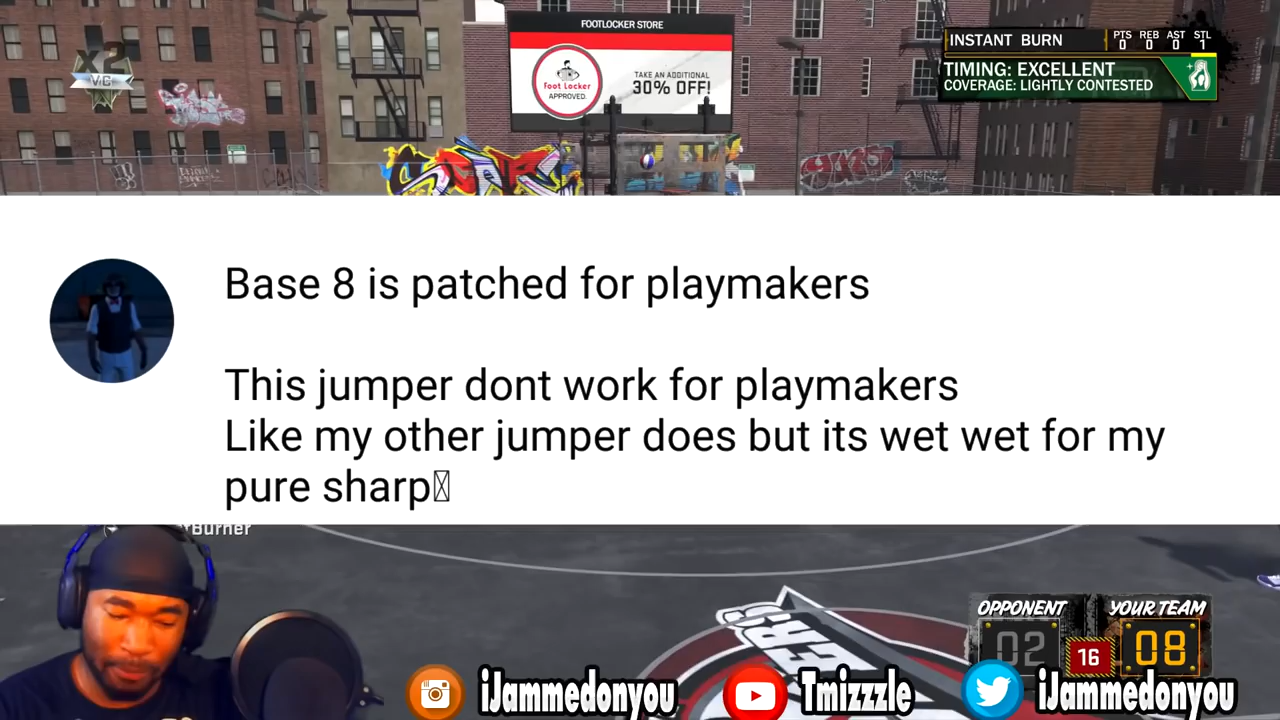 FOOTLOCKER STORE
INSTANT BURN
PTS REB AST STL
0 0 0 1
x2
VIC
Foot Locker
APPROVED.
TAKE AN ADDITIONAL
30% OFF!
TIMING: EXCELLENT
COVERAGE: LIGHTLY CONTESTED
Base 8 is patched for playmakers
This jumper dont work for playmakers
Like my other jumper does but its wet wet for my
pure sharp
OPPONENT
YOUR TEAM
02
16
08
iJammedonyou
Tmizzzle
iJammedonyou